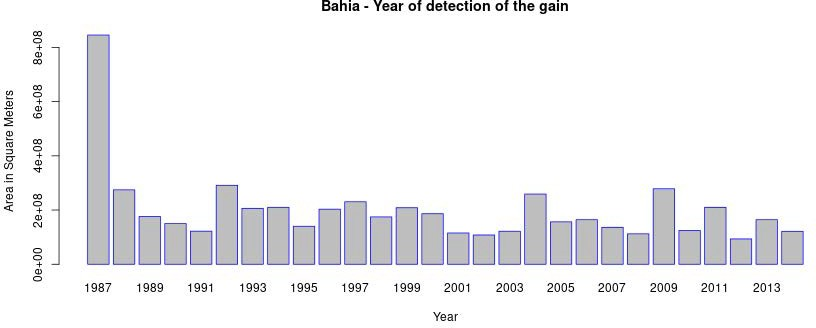 Bahia - Year of detection of the gain
Area in Square Meters
8e+08
6e+08
4e+08
2e+08
0e+00
1987 1989 1991 1993 1995 1997 1999 2001 2003 2005 2007 2009 2011 2013
Year